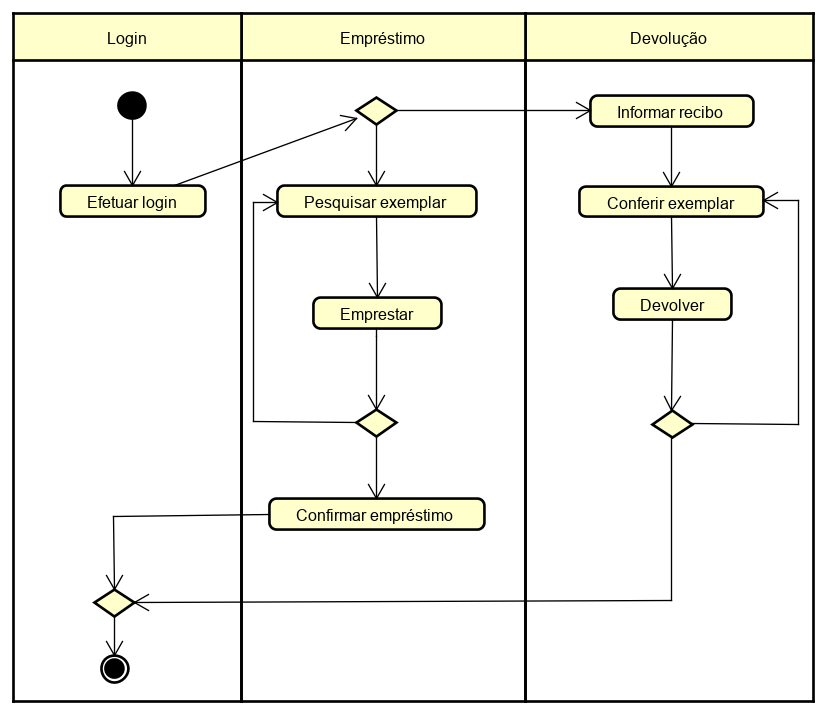 Login
Empréstimo
Devolução
Informar recibo
Efetuar login
Pesquisar exemplar
Conferir exemplar
Emprestar
Devolver
Confirmar empréstimo